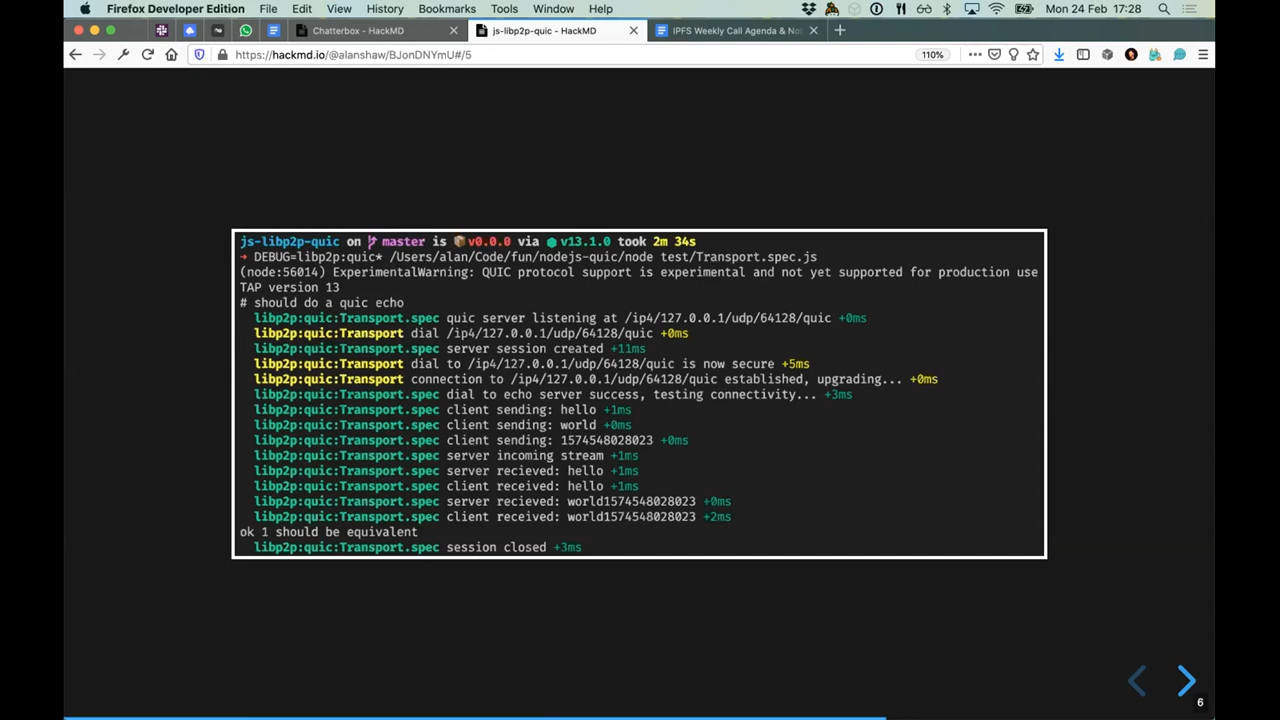 Firefox Developer Edition File Edit View History Bookmarks Tools Window Help Mon 24 Feb 17:28
Chatterbox - HackMD js-libp2p-quic - HackMD IPFS Weekly Call Agenda & No
https://hackmd.io/@alanshaw/BJonDNYmU#/5 110%
js-libp2p-quic on master is v0.0.0 via v13.1.0 took 2m 34s
➜ DEBUG=libp2p:quic* /Users/alan/Code/fun/nodejs-quic/node test/Transport.spec.js
(node:56014) ExperimentalWarning: QUIC protocol support is experimental and not yet supported for production use
TAP version 13
# should do a quic echo
libp2p:quic:Transport.spec quic server listening at /ip4/127.0.0.1/udp/64128/quic +0ms
libp2p:quic:Transport dial /ip4/127.0.0.1/udp/64128/quic +0ms
libp2p:quic:Transport.spec server session created +11ms
libp2p:quic:Transport dial to /ip4/127.0.0.1/udp/64128/quic is now secure +5ms
libp2p:quic:Transport connection to /ip4/127.0.0.1/udp/64128/quic established, upgrading... +0ms
libp2p:quic:Transport.spec dial to echo server success, testing connectivity... +3ms
libp2p:quic:Transport.spec client sending: hello +1ms
libp2p:quic:Transport.spec client sending: world +0ms
libp2p:quic:Transport.spec client sending: 1574548028023 +0ms
libp2p:quic:Transport.spec server incoming stream +1ms
libp2p:quic:Transport.spec server recieved: hello +1ms
libp2p:quic:Transport.spec client received: hello +1ms
libp2p:quic:Transport.spec server recieved: world1574548028023 +0ms
libp2p:quic:Transport.spec client received: world1574548028023 +2ms
ok 1 should be equivalent
libp2p:quic:Transport.spec session closed +3ms
6